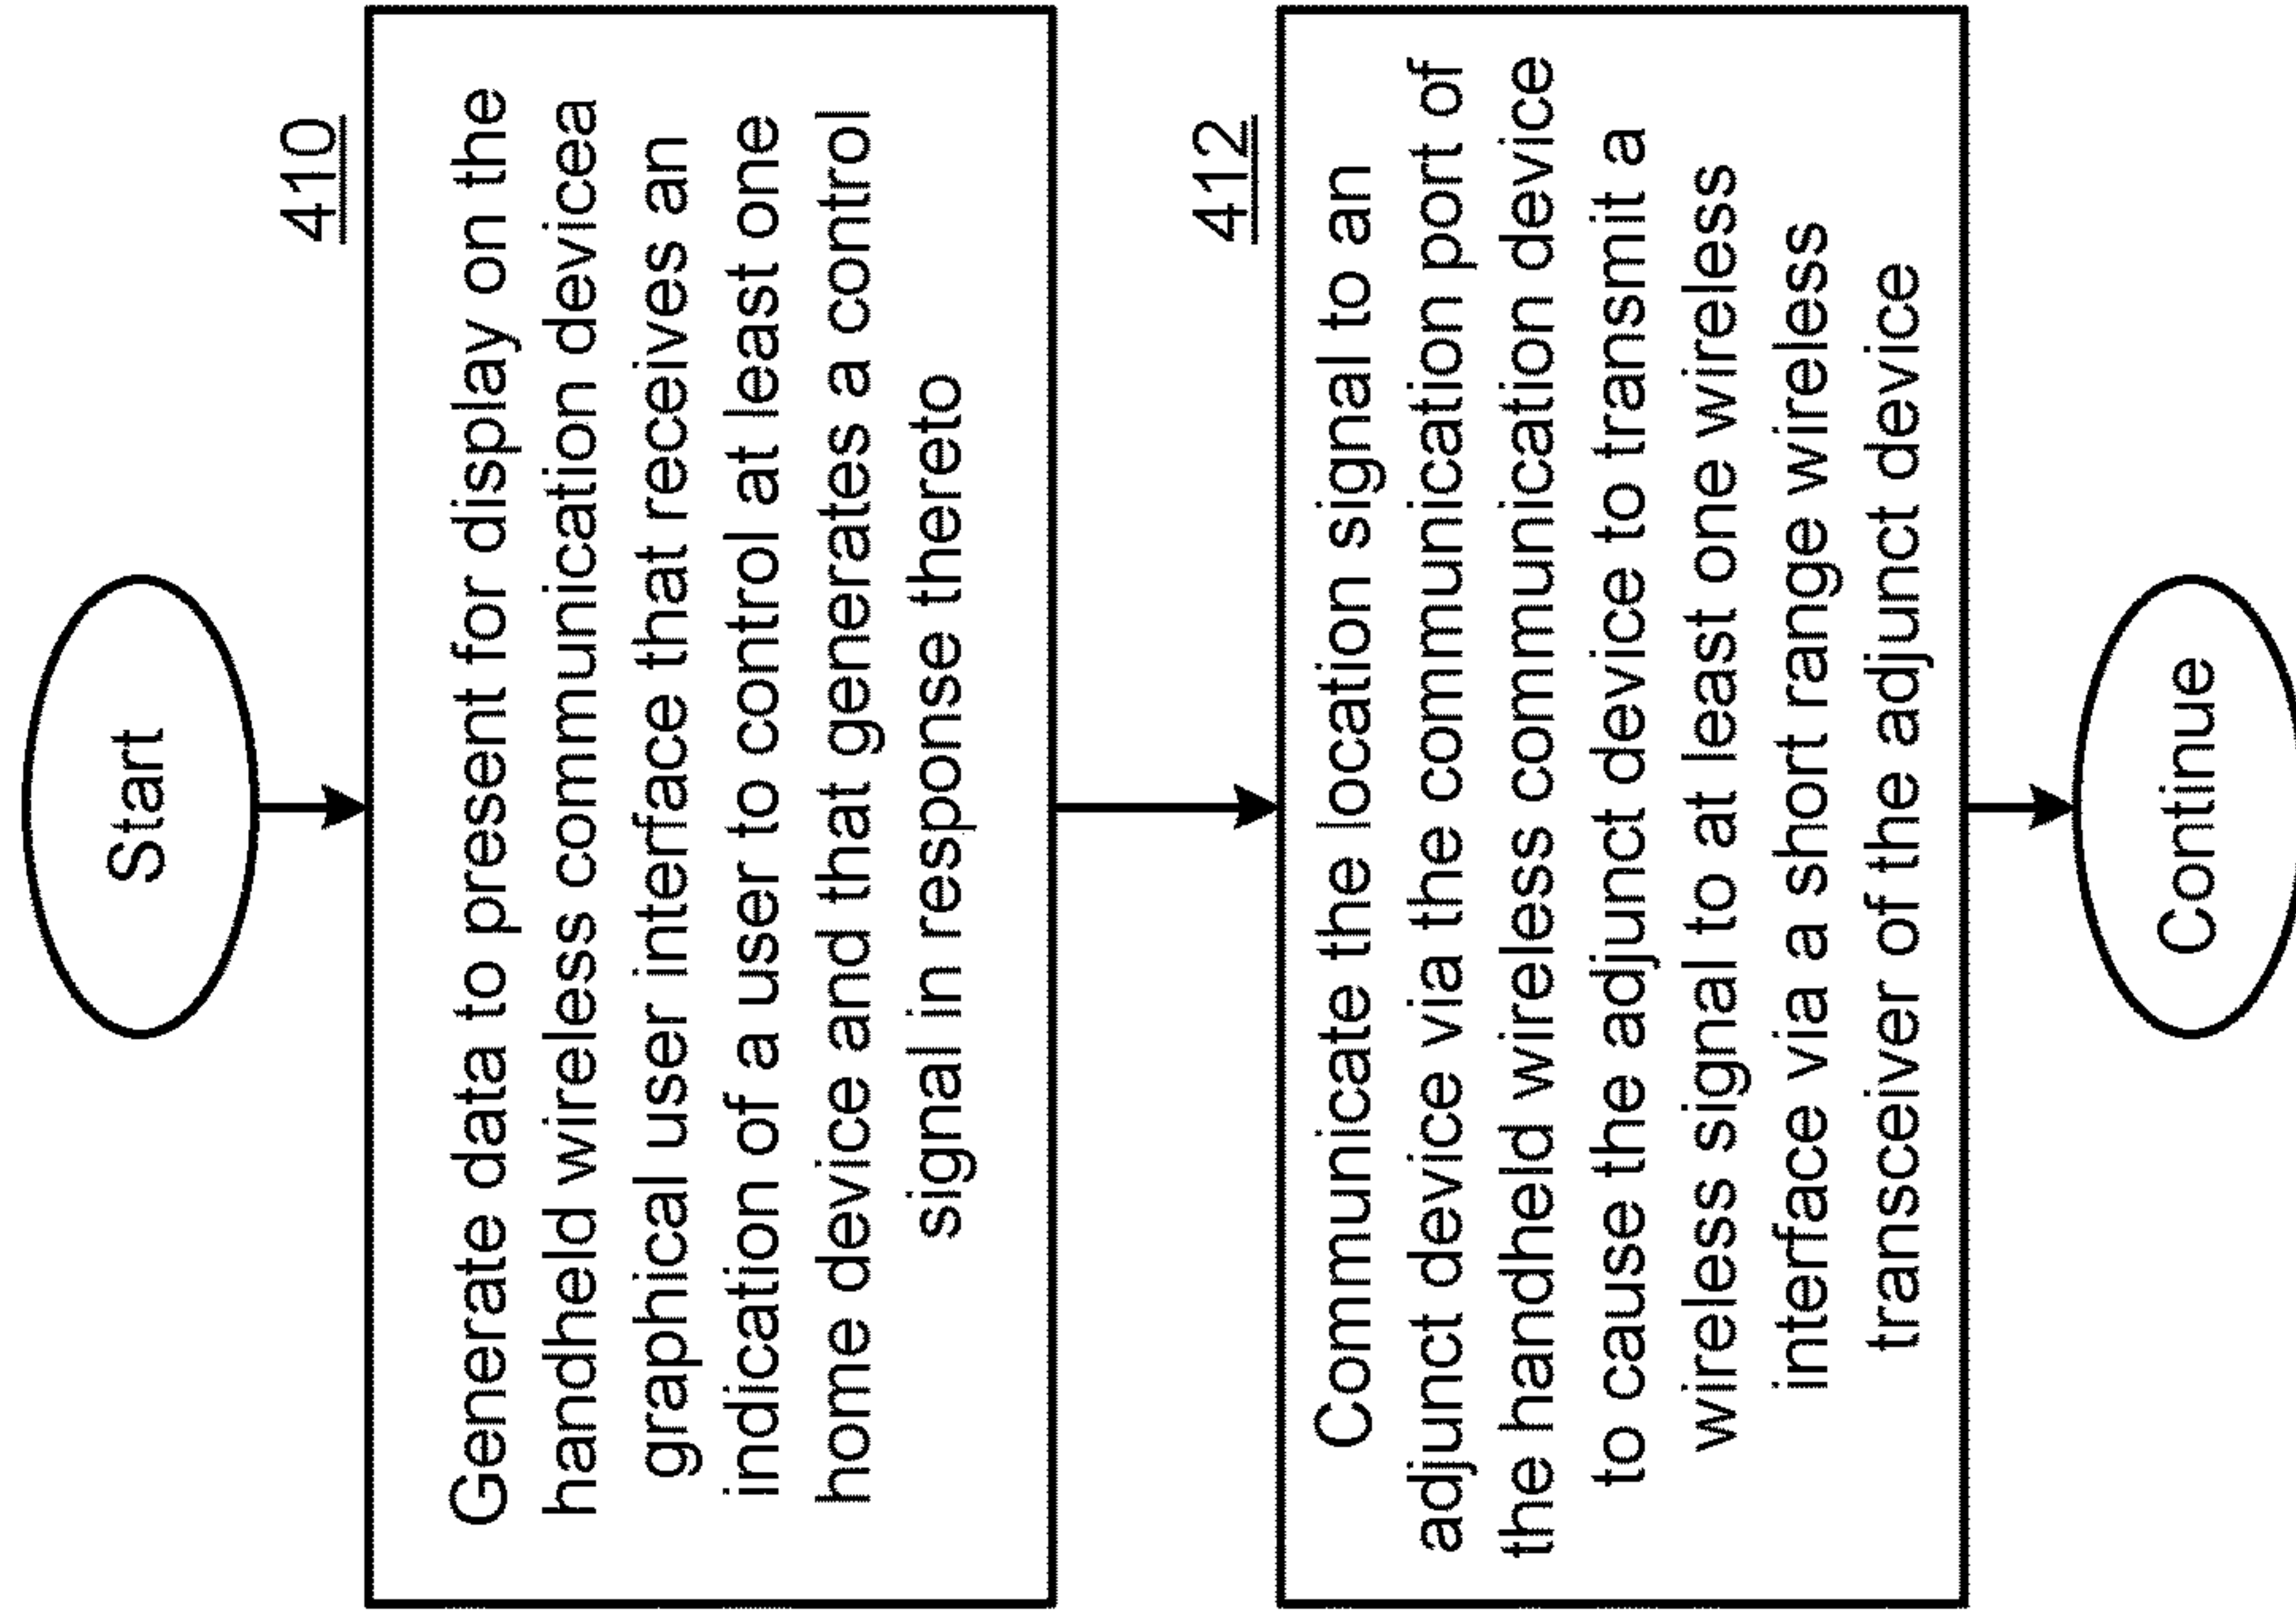 Start
410
Generate data to present for display on the
handheld wireless communication devicea
graphical user interface that receives an
indication of a user to control at least one
home device and that generates a control
signal in response thereto
412
Communicate the location signal to an
adjunct device via the communication port of
the handheld wireless communication device
to cause the adjunct device to transmit a
wireless signal to at least one wireless
interface via a short range wireless
transceiver of the adjunct device
Continue